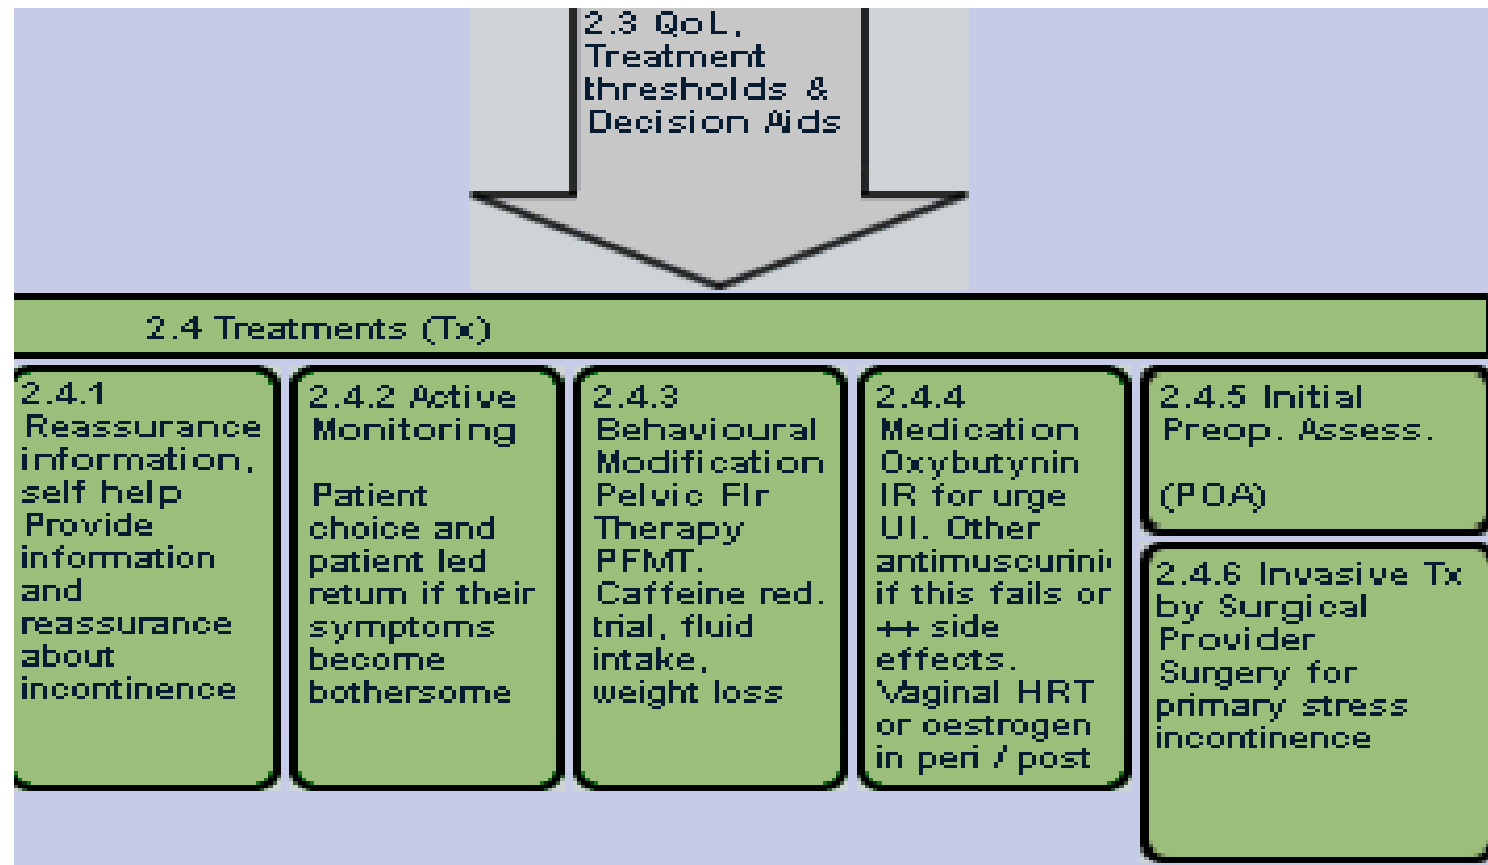 2.3 QoL,
Treatment
thresholds &
Decision Aids
2.4 Treatments (Tx)
2.4.1
Reassurance
information,
self help
Provide
information
and
reassurance
about
incontinence
2.4.2 Active
Monitoring
Patient
choice and
patient led
return if their
symptoms
become
bothersome
2.4.3
Behavioural
Modification
Pelvic Flr
Therapy
PFMT.
Caffeine red.
trial, fluid
intake,
weight loss
2.4.4
Medication
Oxybutynin
IR for urge
UI. Other
antimuscurini
if this fails or
++ side
effects.
Vaginal HRT
or oestrogen
in peri / post
2.4.5 Initial
Preop. Assess.
(POA)
2.4.6 Invasive Tx
by Surgical
Provider
Surgery for
primary stress
incontinence